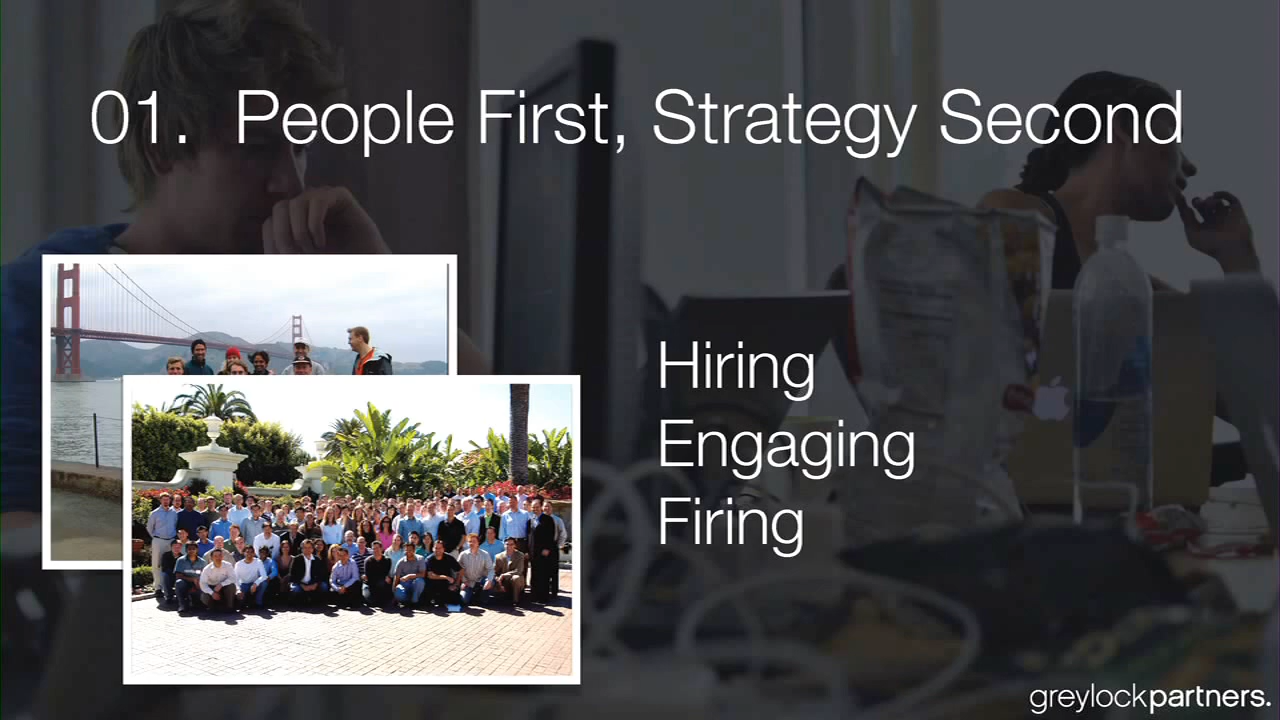 01. People First, Strategy Second
Hiring
Engaging
Firing
greylockpartners.